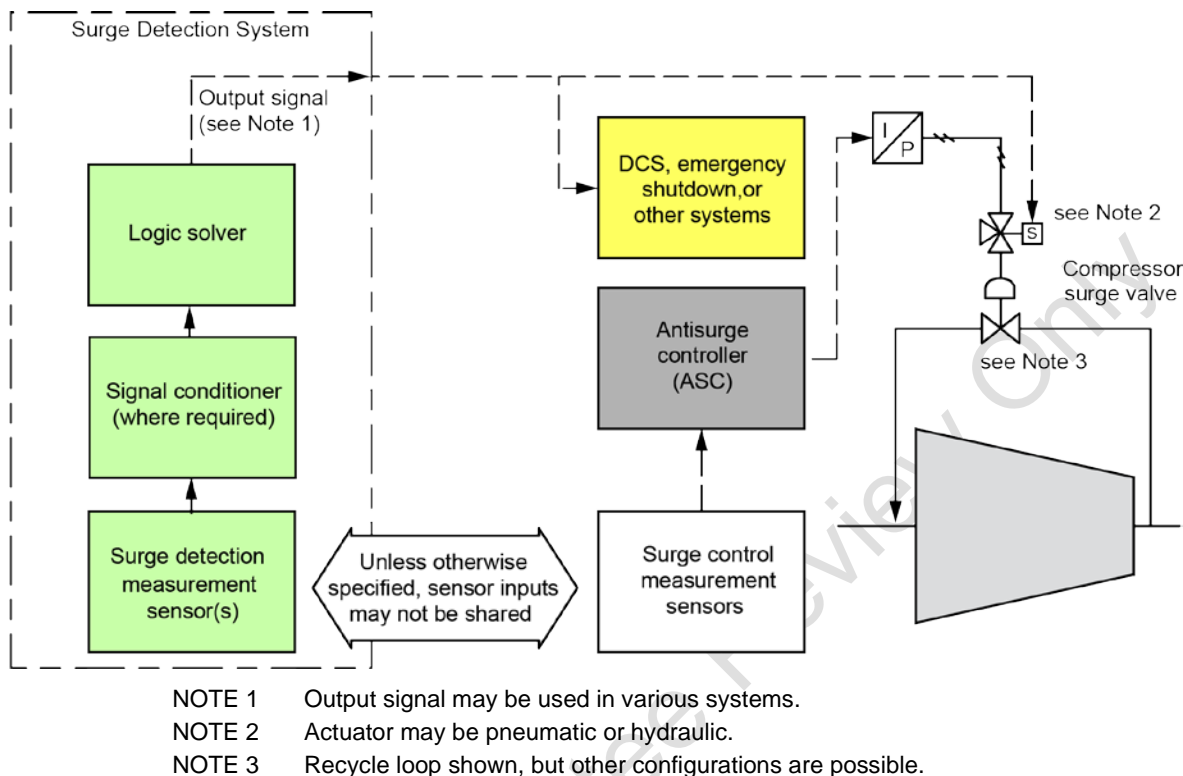 Surge Detection System
Output signal
(see Note 1)
Logic solver
Signal conditioner
(where required)
Surge detection
measurement
sensor(s)
Unless otherwise
specified, sensor inputs
may not be shared
DCS, emergency
shutdown,or
other systems
Antisurge
controller
(ASC)
Surge control
measurement
sensors
I
P
S
see Note 2
Compressor
surge valve
see Note 3
ee Review Only
NOTE 1 Output signal may be used in various systems.
NOTE 2 Actuator may be pneumatic or hydraulic.
NOTE 3 Recycle loop shown, but other configurations are possible.